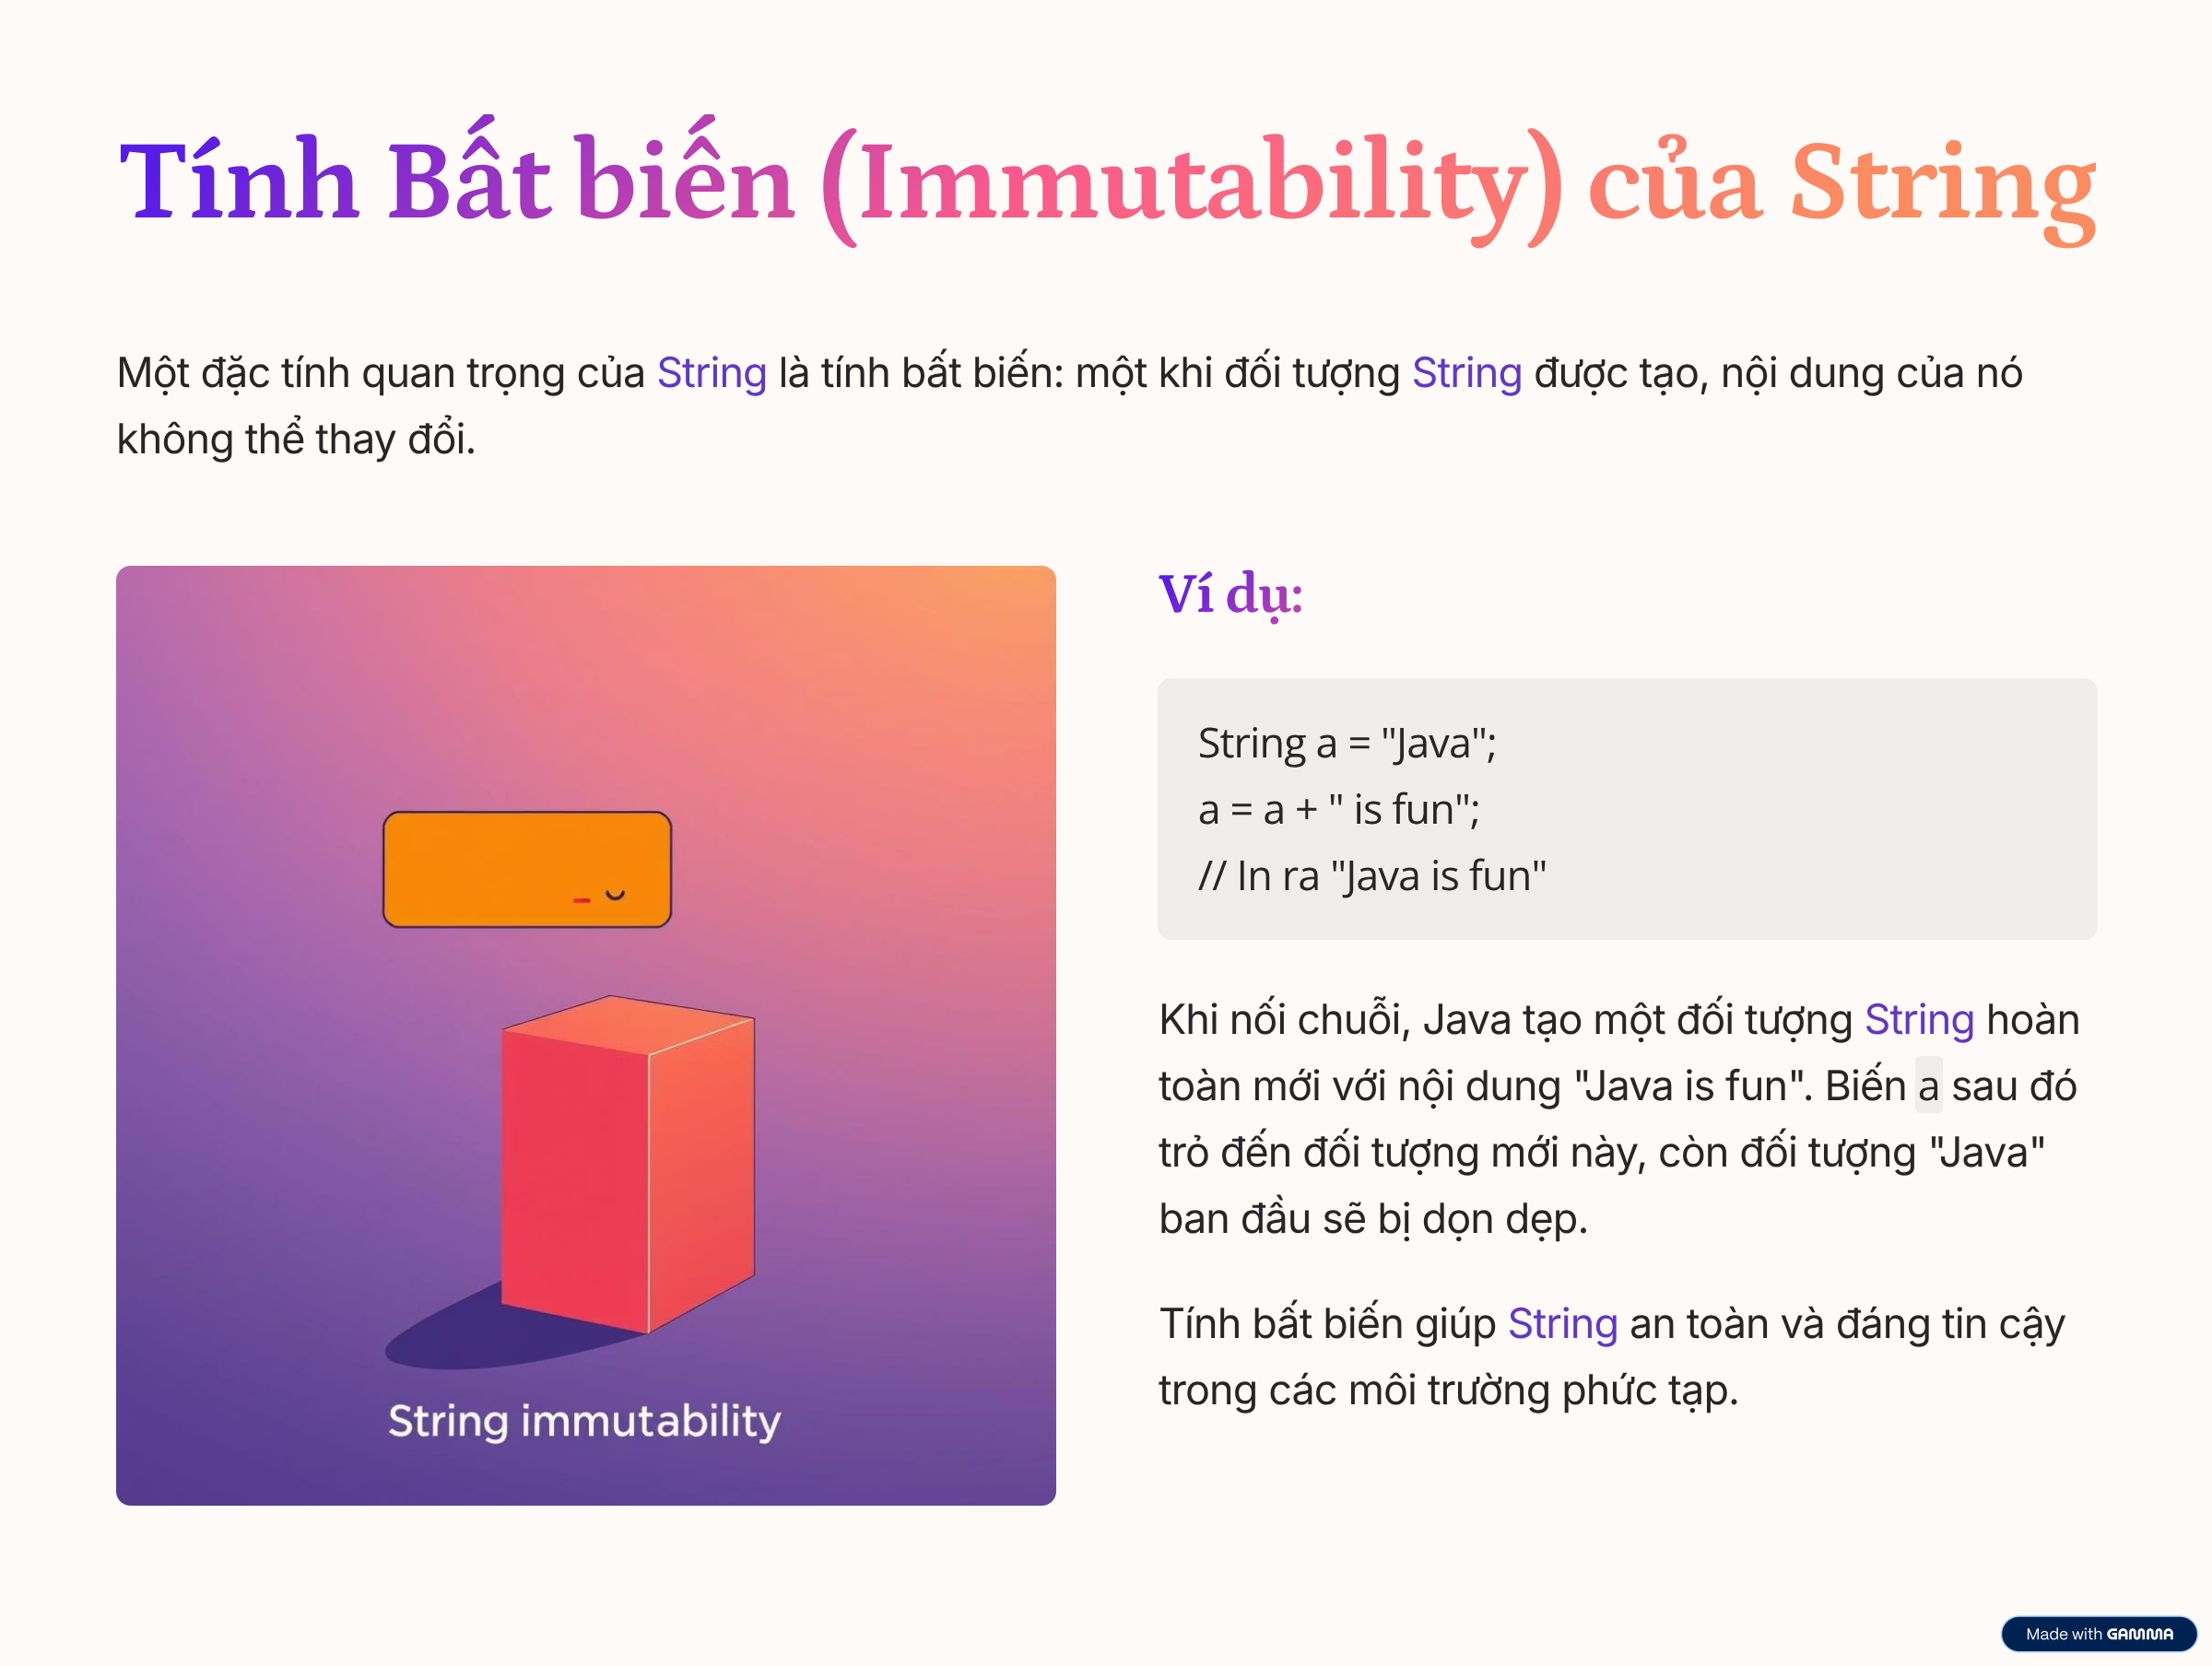 Tính Bất biến (Immutability) của String
Một đặc tính quan trọng của String là tính bất biến: một khi đối tượng String được tạo, nội dung của nó
không thể thay đổi.
String immutability
Ví dụ:
String a = "Java";
a = a + " is fun";
// In ra "Java is fun"
Khi nối chuỗi, Java tạo một đối tượng String hoàn
toàn mới với nội dung "Java is fun". Biến a sau đó
trỏ đến đối tượng mới này, còn đối tượng "Java"
ban đầu sẽ bị dọn dẹp.
Tính bất biến giúp String an toàn và đáng tin cậy
trong các môi trường phức tạp.
Made with GAMMA